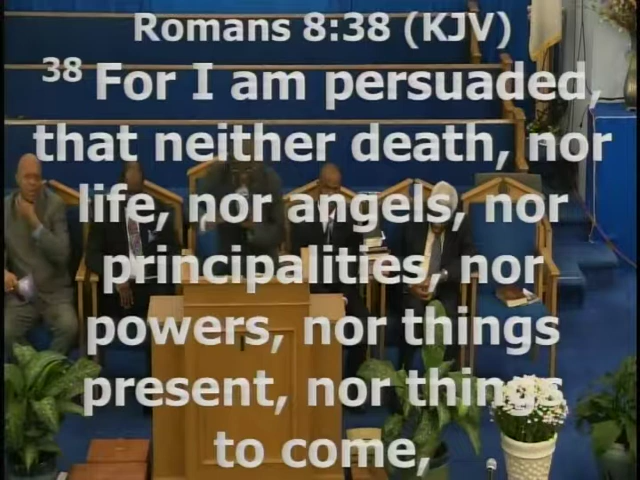 Romans 8:38 (KJV)
38 For I am persuaded,
that neither death, nor
life, nor angels, nor
principalities, nor
powers, nor things
present, nor things
to come,